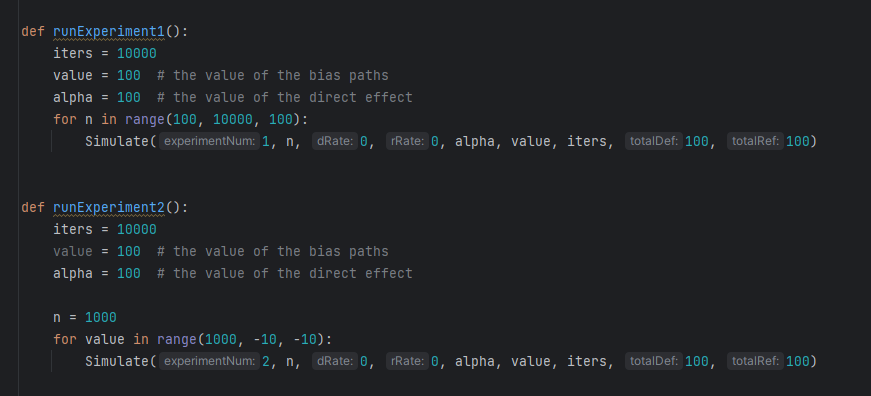 def runExperiment1():
    iters = 10000
    value = 100  # the value of the bias paths
    alpha = 100  # the value of the direct effect
    for n in range(100, 10000, 100):
        Simulate( experimentNum: 1, n, dRate: 0, rRate: 0, alpha, value, iters, totalDef: 100, totalRef: 100)
def runExperiment2():
    iters = 10000
    value = 100  # the value of the bias paths
    alpha = 100  # the value of the direct effect
    n = 1000
    for value in range(1000, -10, -10):
        Simulate( experimentNum: 2, n, dRate: 0, rRate: 0, alpha, value, iters, totalDef: 100, totalRef: 100)